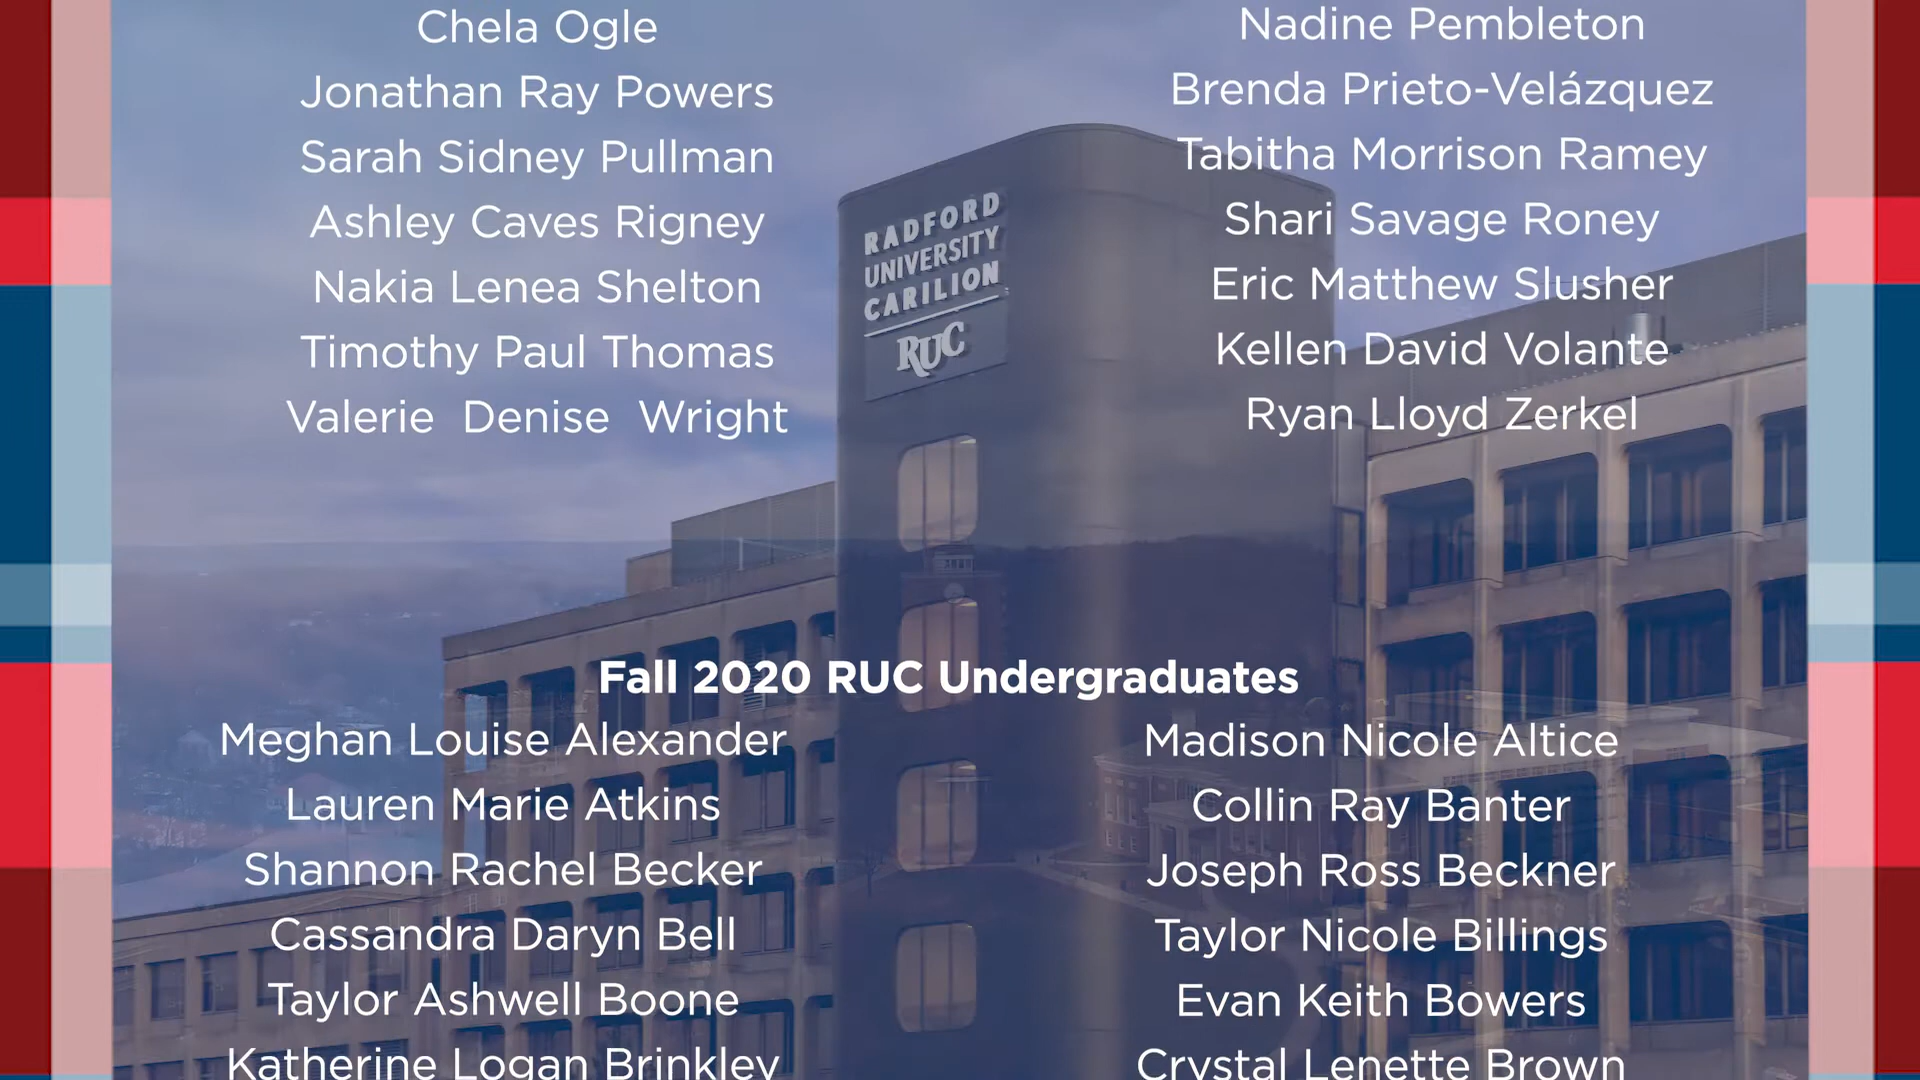 Chela Ogle
Nadine Pembleton
Jonathan Ray Powers
Brenda Prieto-Velázquez
Sarah Sidney Pullman
Tabitha Morrison Ramey
Ashley Caves Rigney
Shari Savage Roney
Nakia Lenea Shelton
Eric Matthew Slusher
Timothy Paul Thomas
Kellen David Volante
Valerie Denise Wright
Ryan Lloyd Zerkel
RADFORD
UNIVERSITY
CARILION
RUC
Fall 2020 RUC Undergraduates
Meghan Louise Alexander
Madison Nicole Altice
Lauren Marie Atkins
Collin Ray Banter
Shannon Rachel Becker
Joseph Ross Beckner
Cassandra Daryn Bell
Taylor Nicole Billings
Taylor Ashwell Boone
Evan Keith Bowers
Katherine Logan Brinkley
Crystal Lenette Brown